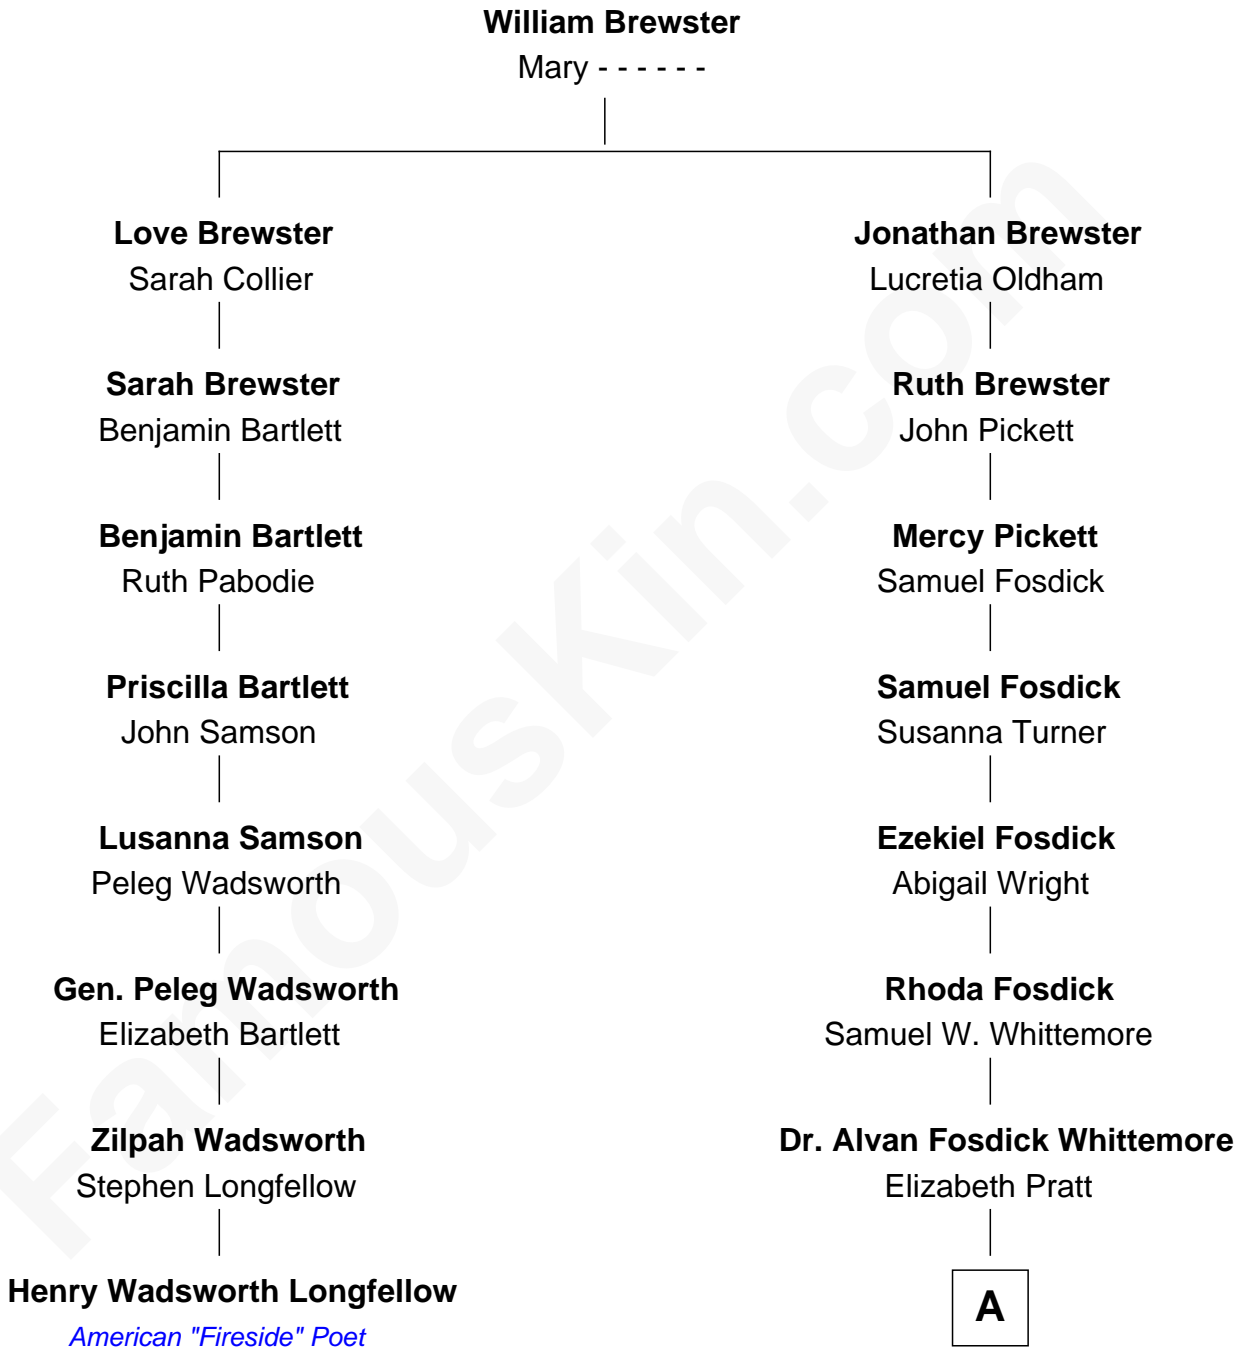 William Brewster
Mary - - - - - -
Love Brewster
Sarah Collier
Jonathan Brewster
Lucretia Oldham
Sarah Brewster
Benjamin Bartlett
Ruth Brewster
John Pickett
Benjamin Bartlett
Ruth Pabodie
Mercy Pickett
Samuel Fosdick
Priscilla Bartlett
John Samson
Samuel Fosdick
Susanna Turner
Lusanna Samson
Peleg Wadsworth
Ezekiel Fosdick
Abigail Wright
Gen. Peleg Wadsworth
Elizabeth Bartlett
Rhoda Fosdick
Samuel W. Whittemore
Zilpah Wadsworth
Stephen Longfellow
Dr. Alvan Fosdick Whittemore
Elizabeth Pratt
Henry Wadsworth Longfellow
American "Fireside" Poet
A
FamousKin.com